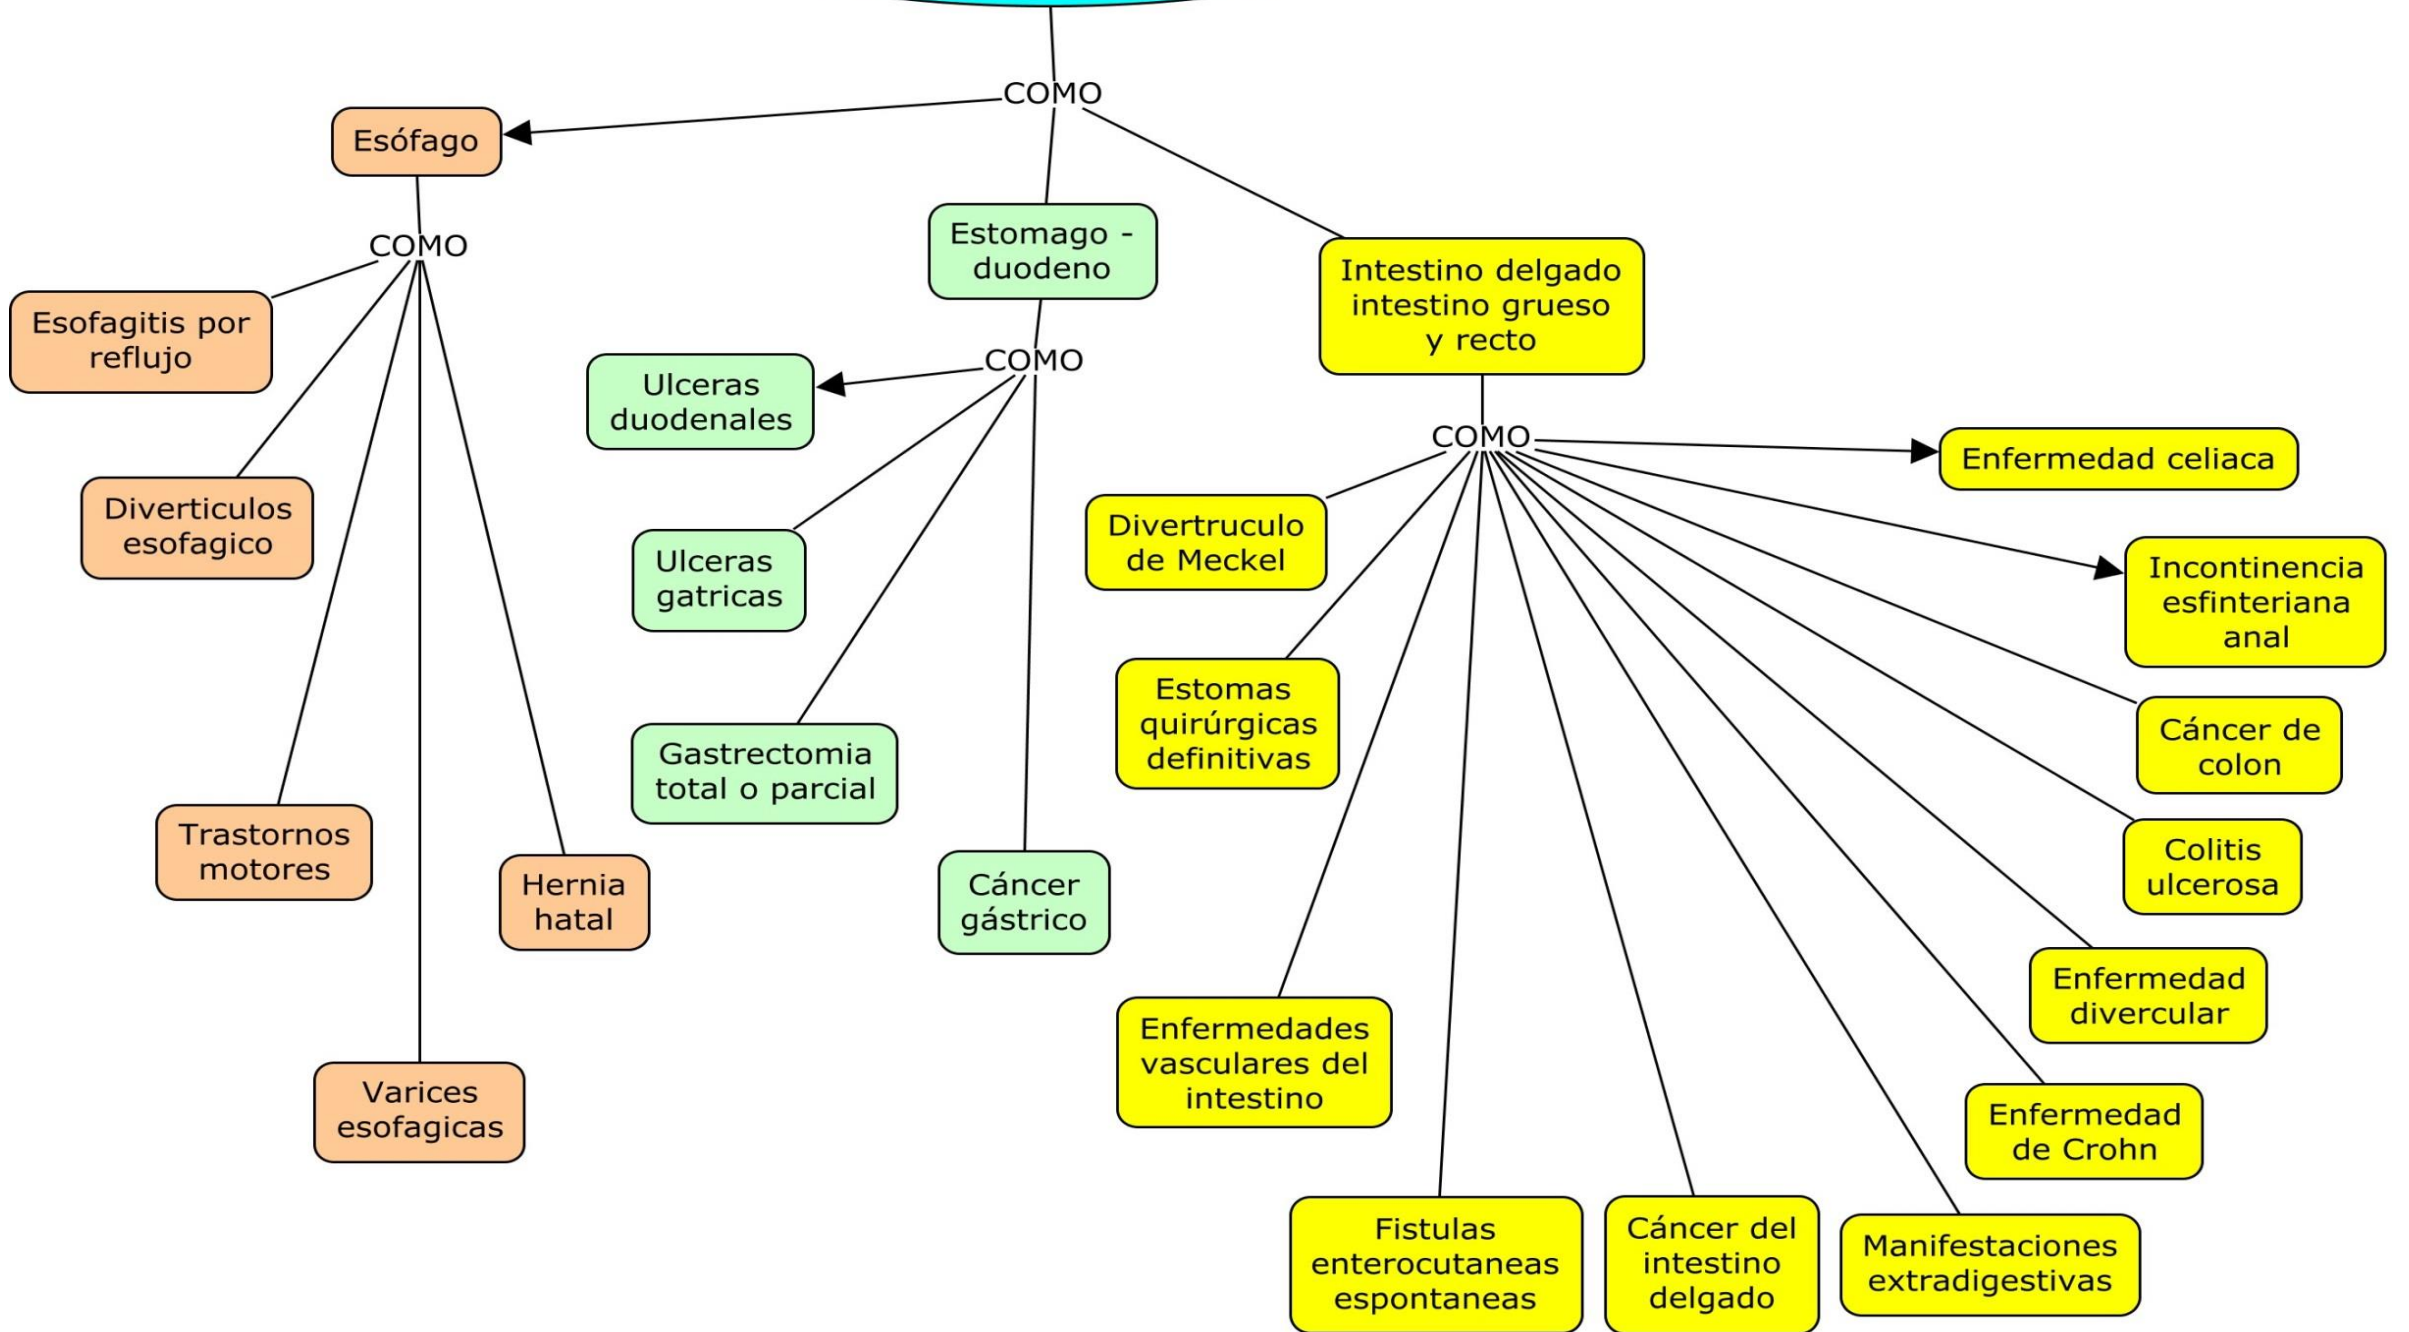 COMO
Esófago
COMO
Esofagitis por
reflujo
Diverticulos
esofagico
Trastornos
motores
Varices
esofagicas
Hernia
hatal
Estomago -
duodeno
COMO
Ulceras
duodenales
Ulceras
gatricas
Gastrectomia
total o parcial
Cáncer
gástrico
Intestino delgado
intestino grueso
y recto
COMO
Divertruculo
de Meckel
Estomas
quirúrgicas
definitivas
Enfermedades
vasculares del
intestino
Fistulas
enterocutaneas
espontaneas
Cáncer del
intestino
delgado
Manifestaciones
extradigestivas
Enfermedad
de Crohn
Enfermedad
divercular
Colitis
ulcerosa
Cáncer de
colon
Incontinencia
esfinteriana
anal
Enfermedad celiaca